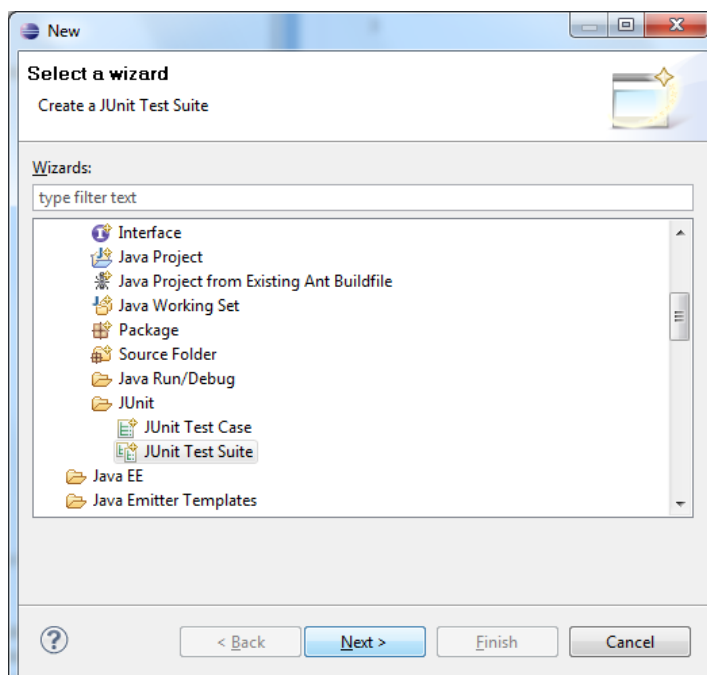 New
Select a wizard
Create a JUnit Test Suite
Wizards:
type filter text
Interface
Java Project
Java Project from Existing Ant Buildfile
Java Working Set
Package
Source Folder
Java Run/Debug
JUnit
JUnit Test Case
JUnit Test Suite
Java EE
Java Emitter Templates
< Back Next > Finish Cancel